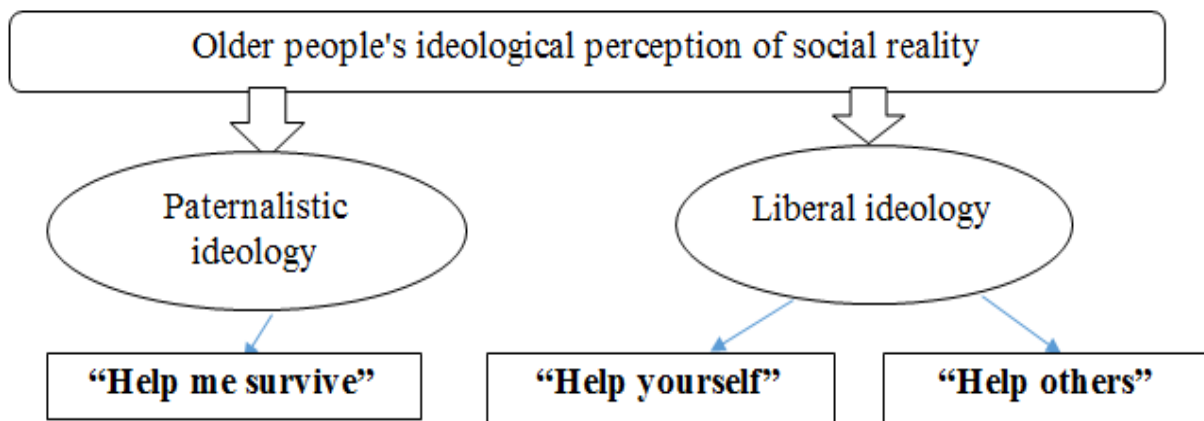 Older people's ideological perception of social reality
Paternalistic
ideology
Liberal ideology
“Help me survive”
“Help yourself”
“Help others”